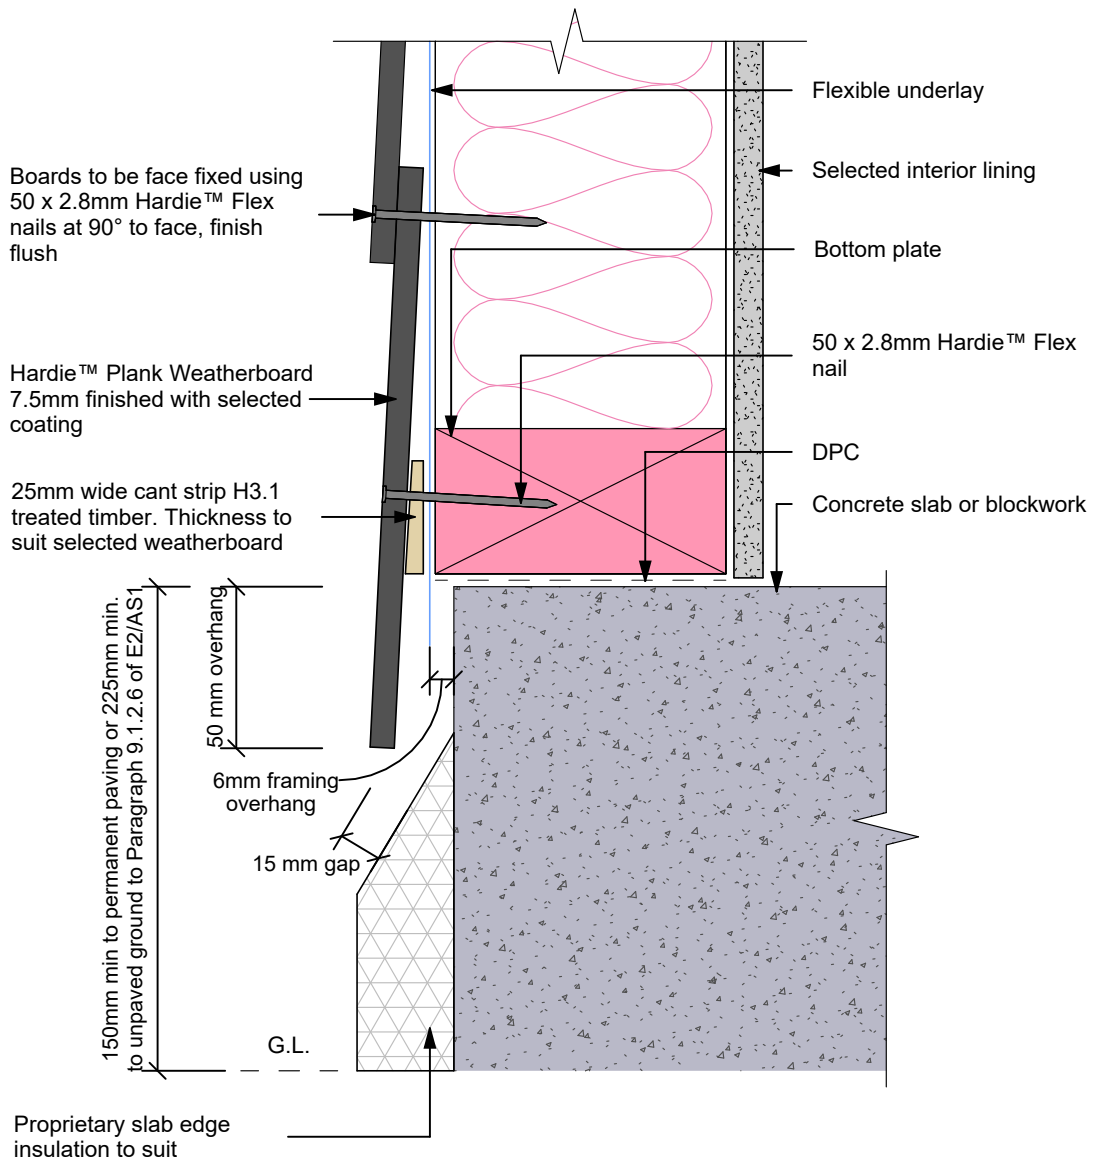 Flexible underlay
Boards to be face fixed using
50 x 2.8mm Hardie™ Flex
nails at 90° to face, finish
flush
Selected interior lining
Bottom plate
50 x 2.8mm Hardie™ Flex
nail
Hardie™ Plank Weatherboard
7.5mm finished with selected
coating
DPC
25mm wide cant strip H3.1
treated timber. Thickness to
suit selected weatherboard
Concrete slab or blockwork
150mm min to permanent paving or 225mm min.
to unpaved ground to Paragraph 9.1.2.6 of E2/AS1
50 mm overhang
6mm framing
overhang
15 mm gap
G.L.
Proprietary slab edge
insulation to suit